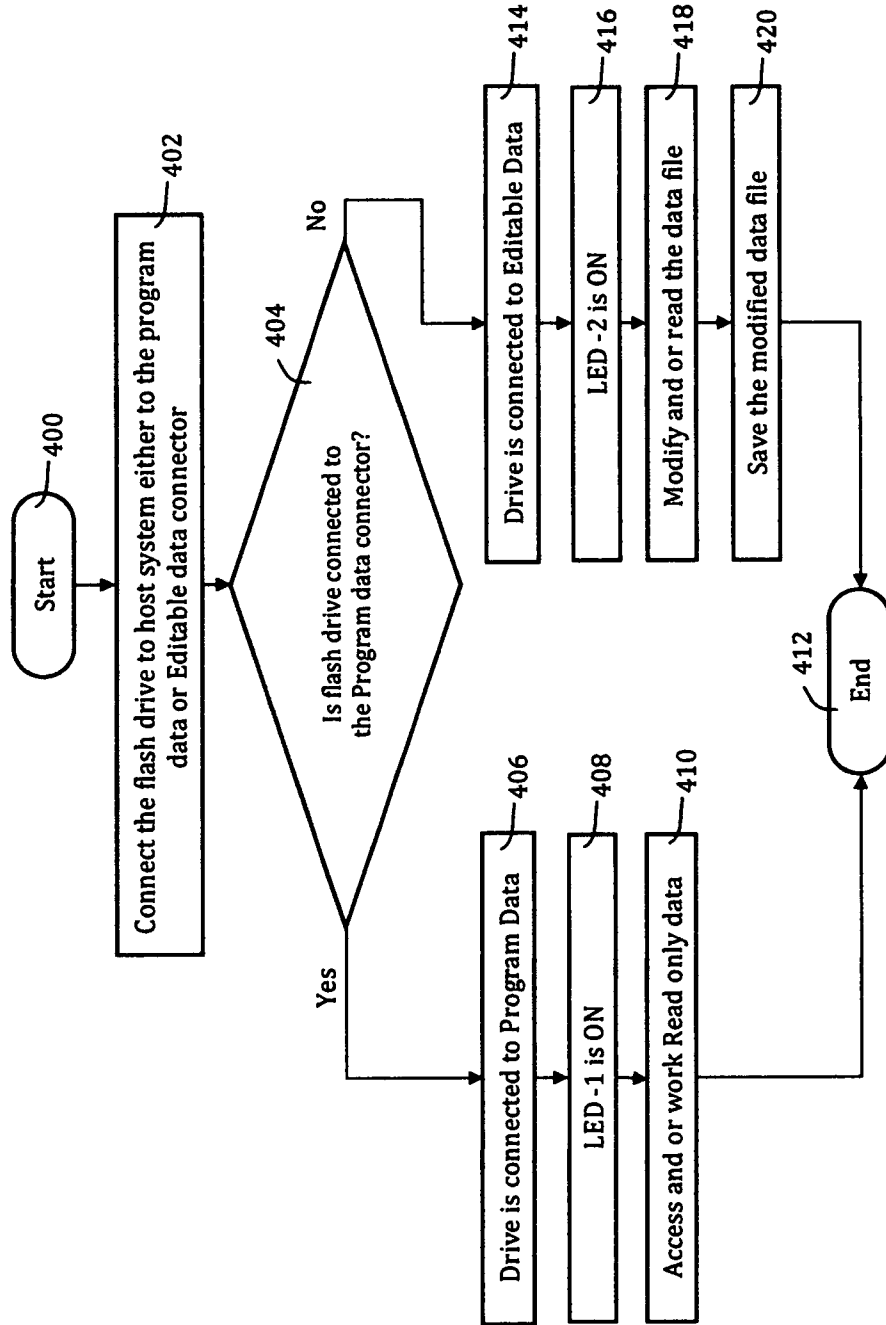 Start
400
Connect the flash drive to host system either to the program
data or Editable data connector
402
Is flash drive connected to
the Program data connector?
404
Yes
No
Drive is connected to Program Data
406
LED-1 is ON
408
Access and or work Read only data
410
Drive is connected to Editable Data
414
LED-2 is ON
416
Modify and or read the data file
418
Save the modified data file
420
End
412